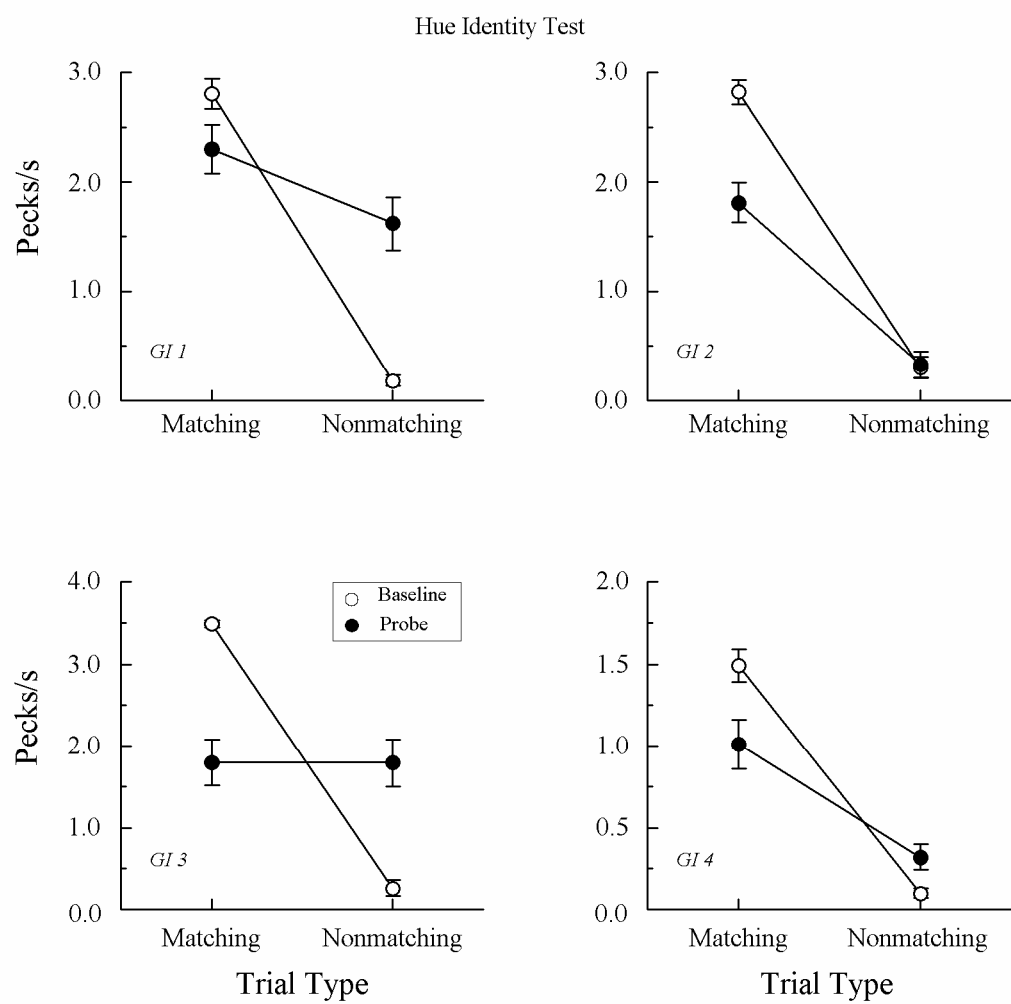 Hue Identity Test
3.0
2.0
1.0
0.0
Pecks/s
GI 1
Matching Nonmatching
3.0
2.0
1.0
0.0
GI 2
Matching Nonmatching
4.0
3.0
2.0
1.0
0.0
Pecks/s
Baseline
Probe
GI 3
Matching Nonmatching
Trial Type
2.0
1.5
1.0
0.5
0.0
GI 4
Matching Nonmatching
Trial Type